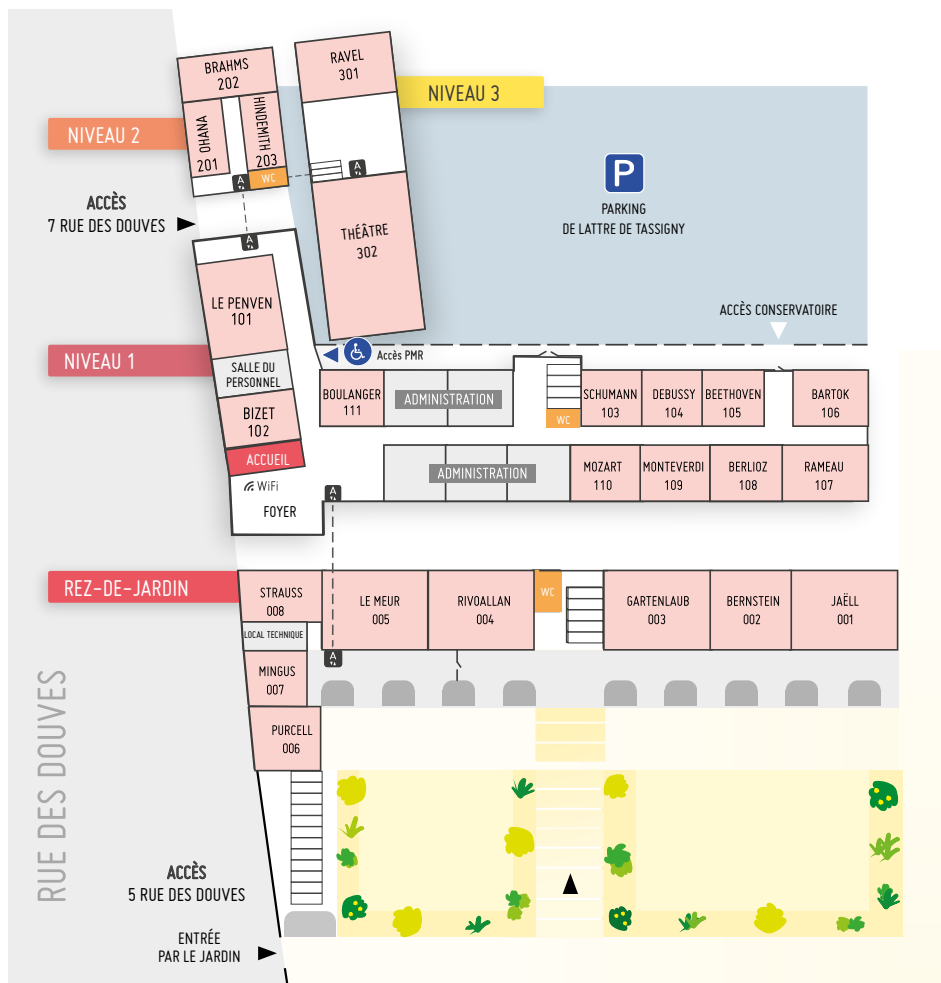 BRAHMS
202
OHANA
201
HINDEMITH
203
WC
A
RAVEL
301
NIVEAU 3
NIVEAU 2
A
ACCÈS
7 RUE DES DOUVES
A
THÉÂTRE
302
P
PARKING
DE LATTRE DE TASSIGNY
ACCÈS CONSERVATOIRE
LE PENVEN
101
NIVEAU 1
SALLE DU
PERSONNEL
BIZET
102
ACCUEIL
WiFi
FOYER
Accès PMR
BOULANGER
111
ADMINISTRATION
WC
SCHUMANN
103
DEBUSSY
104
BEETHOVEN
105
BARTOK
106
ADMINISTRATION
MOZART
110
MONTEVERDI
109
BERLIOZ
108
RAMEAU
107
A
REZ-DE-JARDIN
STRAUSS
008
LOCAL TECHNIQUE
MINGUS
007
PURCELL
006
LE MEUR
005
RIVOALLAN
004
WC
GARTENLAUB
003
BERNSTEIN
002
JAËLL
001
A
RUE DES DOUVES
ACCÈS
5 RUE DES DOUVES
ENTRÉE
PAR LE JARDIN